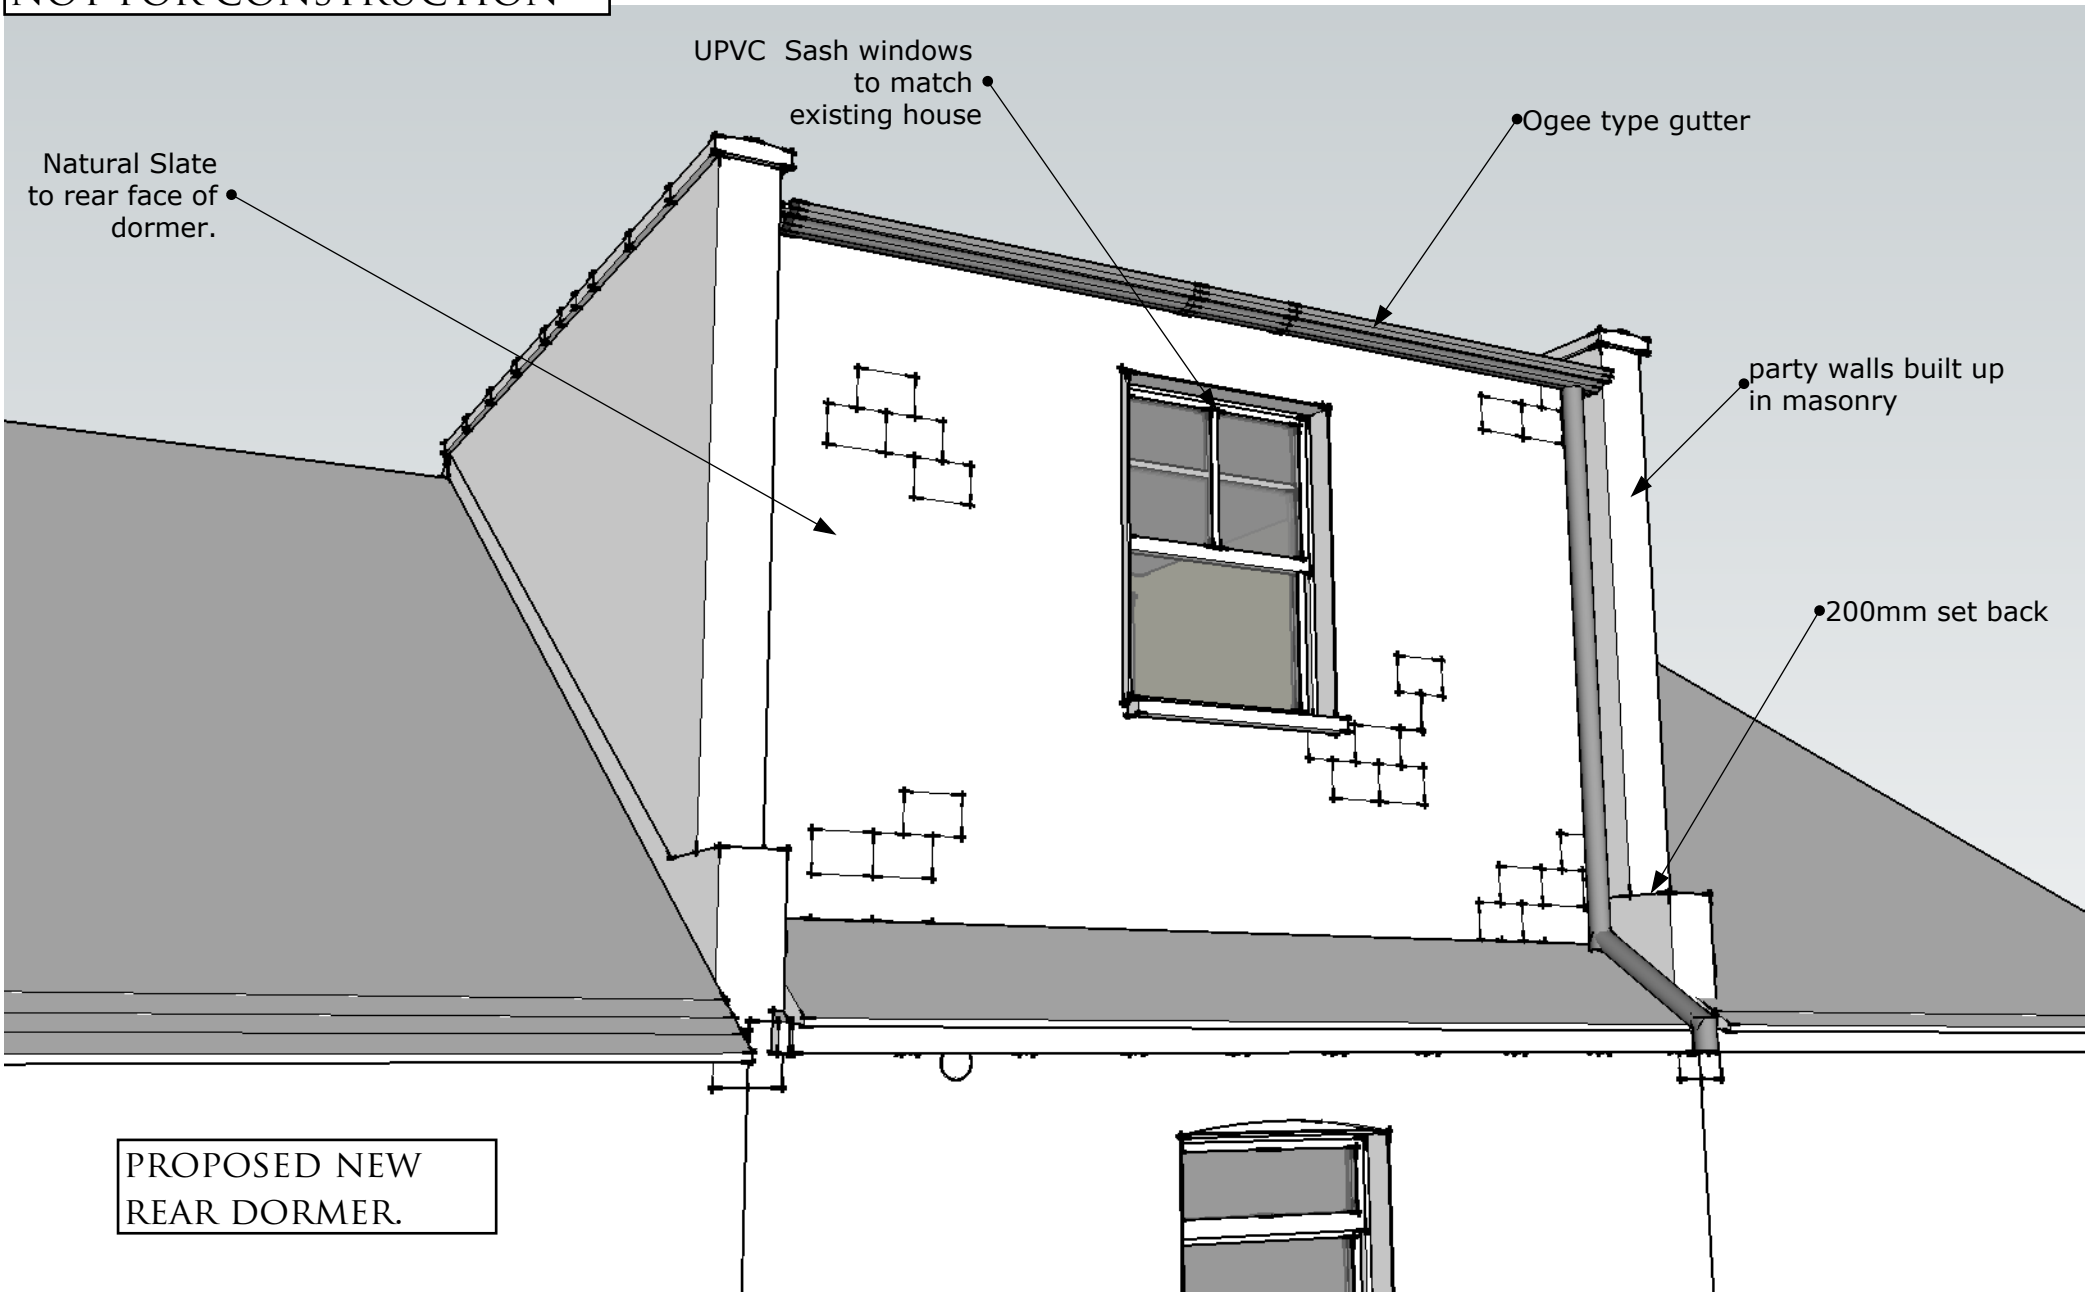 NOT FOR CONSTRUCTION
UPVC Sash windows
to match
existing house
Ogee type gutter
Natural Slate
to rear face of
dormer.
party walls built up
in masonry
200mm set back
PROPOSED NEW
REAR DORMER.